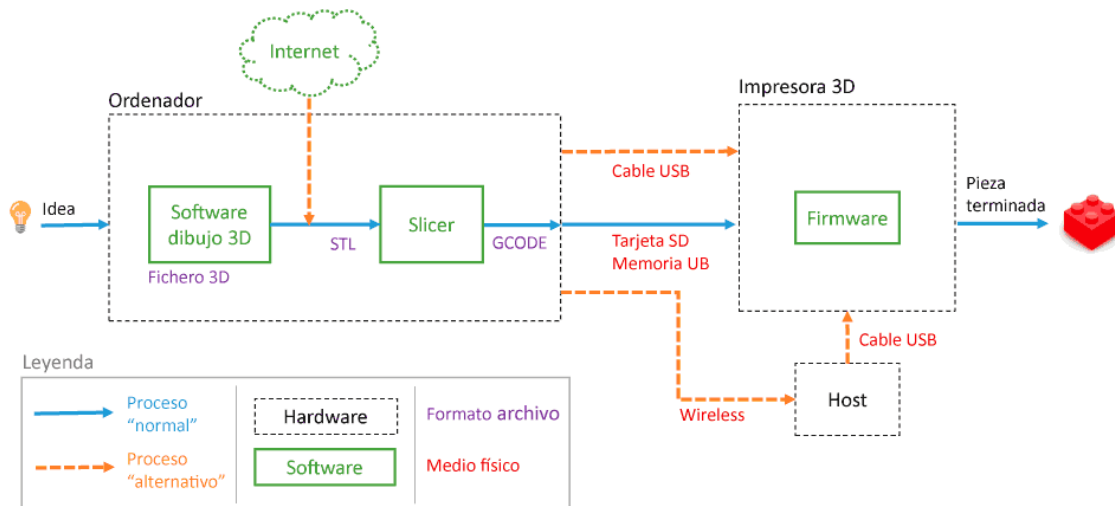 Internet
Ordenador
Impresora 3D
Cable USB
Idea
Software
dibujo 3D
Slicer
Firmware
Pieza
terminada
STL
GCODE
Tarjeta SD
Memoria UB
Fichero 3D
Cable USB
Leyenda
Host
Wireless
Proceso
“normal”
Hardware
Formato archivo
Proceso
“alternativo”
Software
Medio físico